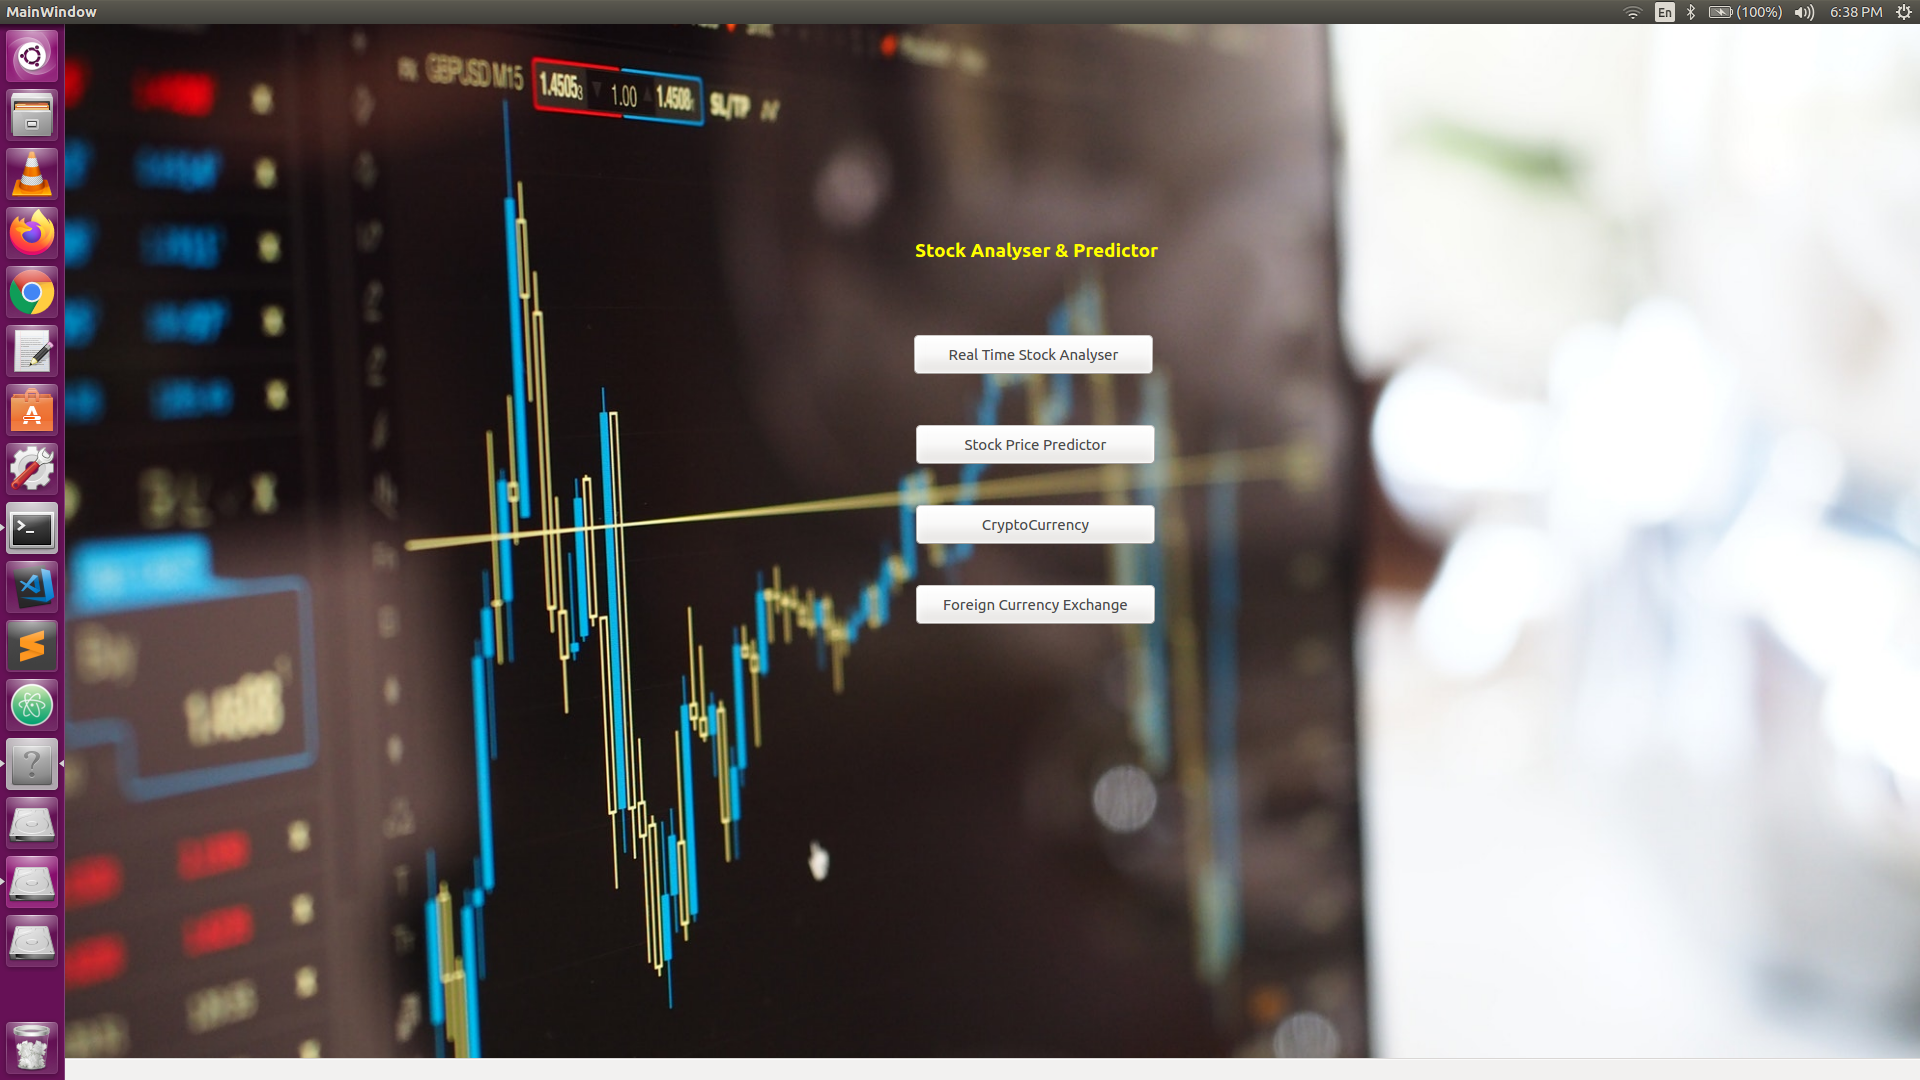 MainWindow
En
(100%)
6:38 PM
GBPUSD M15
1.45053
1.00
1.4508
SL/TP
Stock Analyser & Predictor
Real Time Stock Analyser
Stock Price Predictor
CryptoCurrency
Foreign Currency Exchange